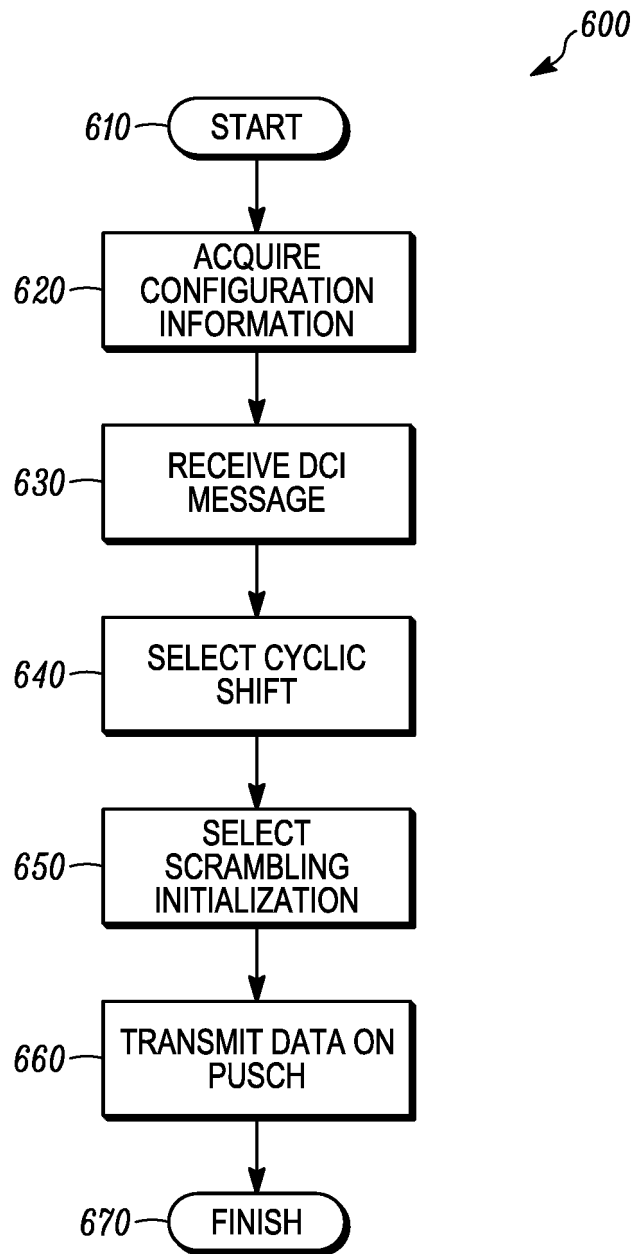 600
610
START
620
ACQUIRE
CONFIGURATION
INFORMATION
630
RECEIVE DCI
MESSAGE
640
SELECT CYCLIC
SHIFT
650
SELECT
SCRAMBLING
INITIALIZATION
660
TRANSMIT DATA ON
PUSCH
670
FINISH